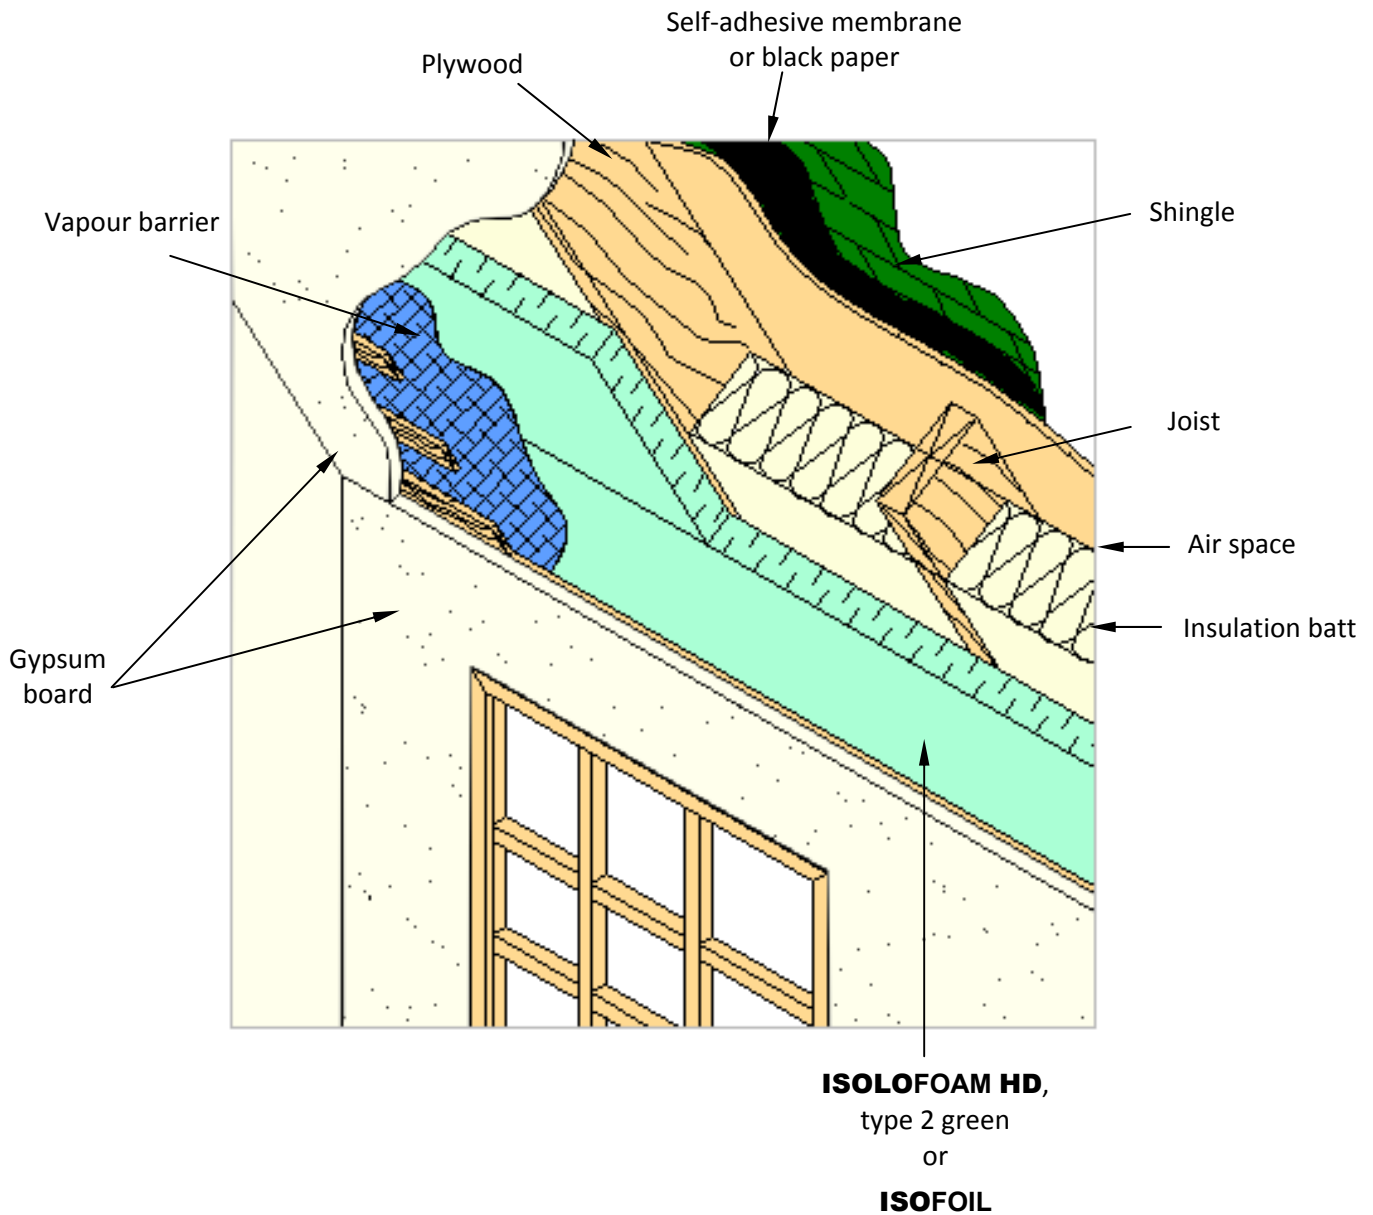 Self-adhesive membrane
or black paper
Plywood
Vapour barrier
Shingle
Joist
Air space
Insulation batt
Gypsum
board
ISOLOFOAM HD,
type 2 green
or
ISOFOIL